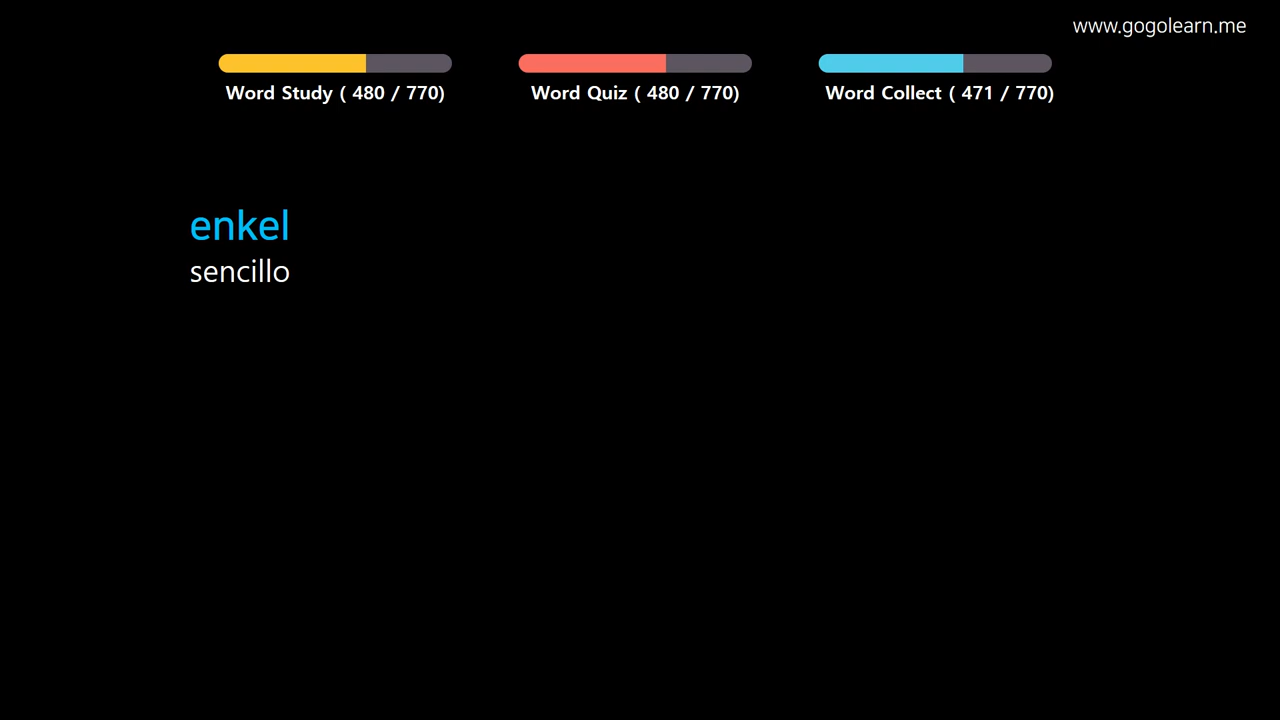 www.gogolearn.me
Word Study ( 480 / 770)
Word Quiz ( 480 / 770)
Word Collect ( 471 / 770)
enkel
sencillo